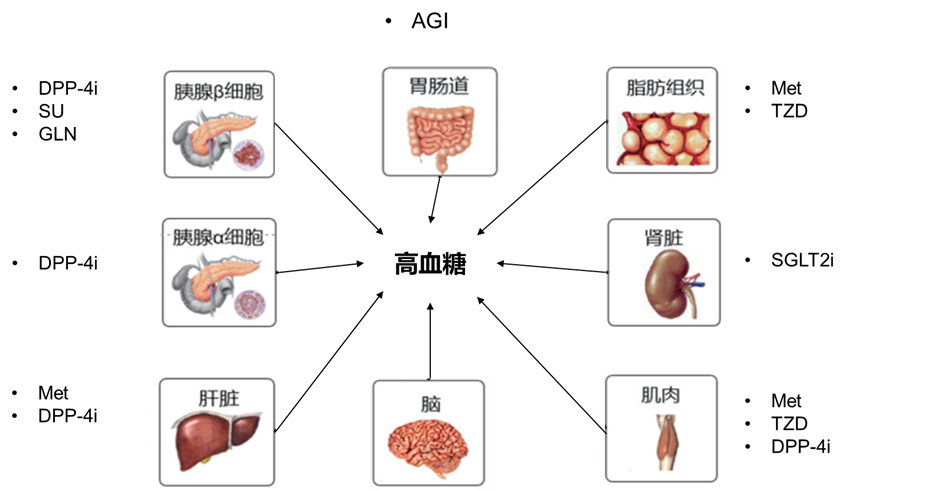 • AGI
• DPP-4i
• SU
• GLN
胰腺β细胞
胃肠道
脂肪组织
• Met
• TZD
• DPP-4i
胰腺α细胞
高血糖
肾脏
• SGLT2i
• Met
• DPP-4i
肝脏
脑
肌肉
• Met
• TZD
• DPP-4i